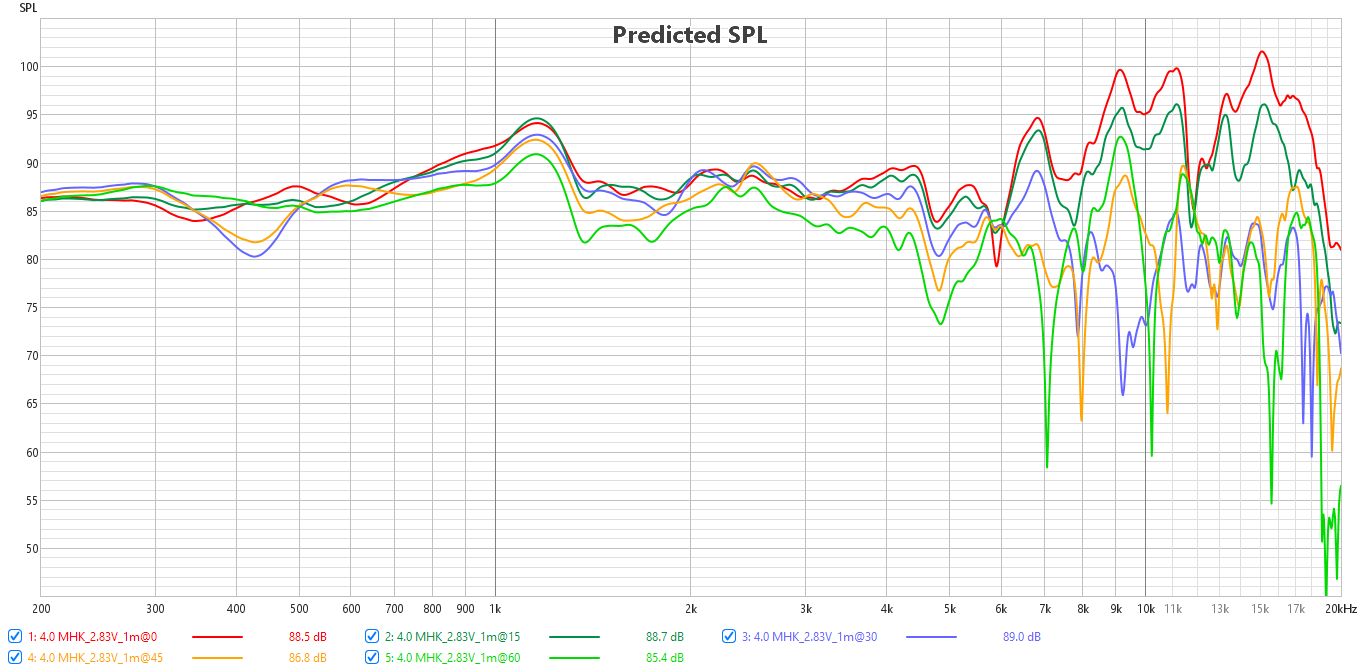 SPL
Predicted SPL
100
95
90
85
80
75
70
65
60
55
50
200 300 400 500 600 700 800 900 1k 2k 3k 4k 5k 6k 7k 8k 9k 10k 11k 13k 15k 17k 20kHz
1: 4.0 MHK_2.83V_1m@0 88.5 dB 2: 4.0 MHK_2.83V_1m@15 88.7 dB 3: 4.0 MHK_2.83V_1m@30 89.0 dB
4: 4.0 MHK_2.83V_1m@45 86.8 dB 5: 4.0 MHK_2.83V_1m@60 85.4 dB